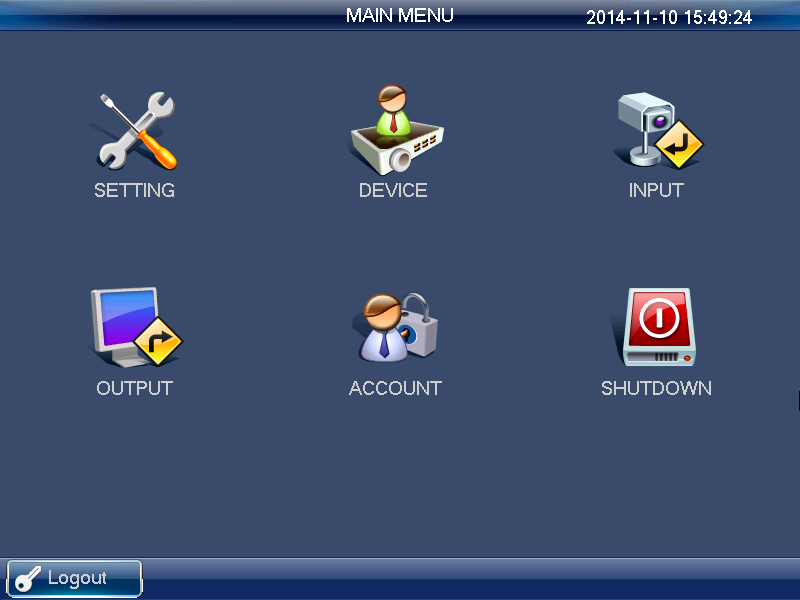 MAIN MENU 2014-11-10 15:49:24
SETTING DEVICE INPUT
OUTPUT ACCOUNT SHUTDOWN
Logout